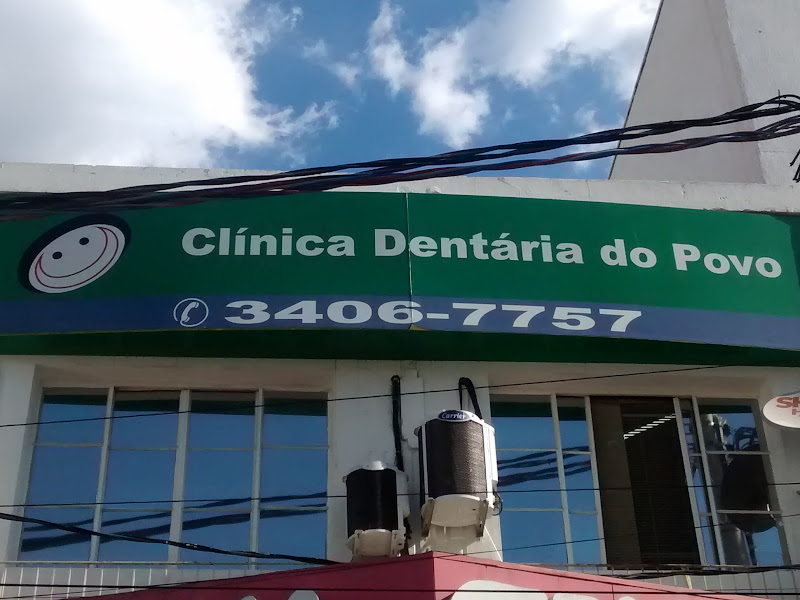 Clínica Dentária do Povo
3406-7757
Carrier